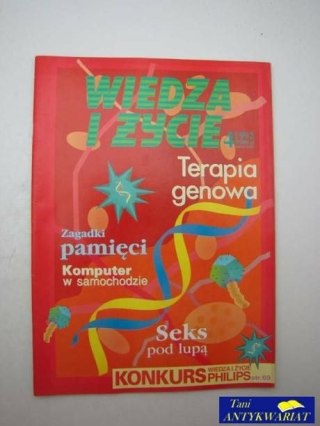 WIEDZA
I ŻYCIE
Terapia
genowa
Zagadki
pamięci
Komputer
w samochodzie
Seks
pod lupą
KONKURS
WIEDZA I ŻYCIE
PHILIPS
Tani
ANTYKWARIAT